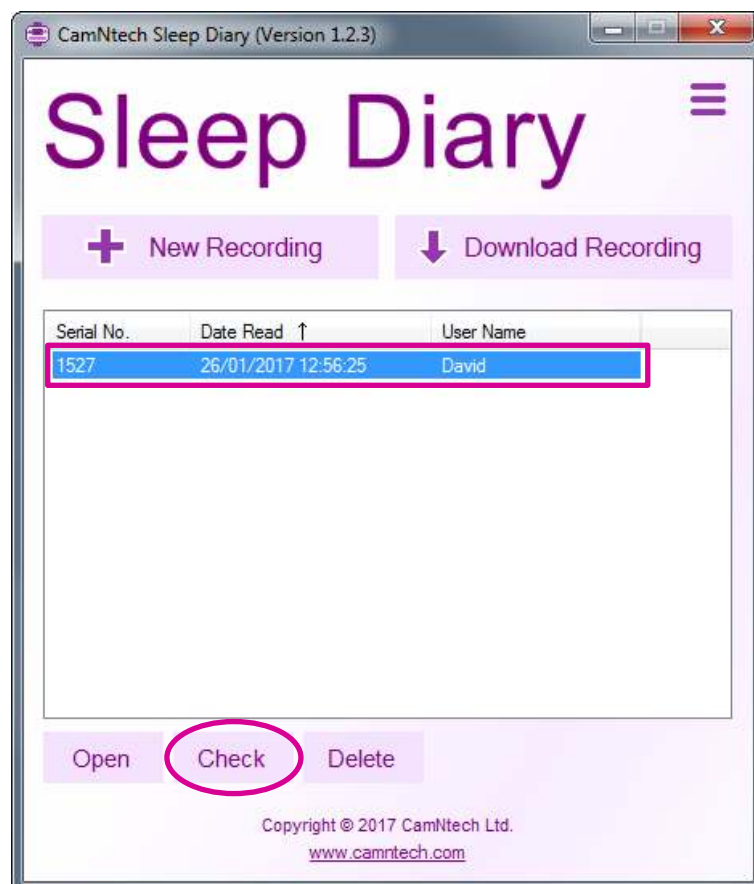 CamNtech Sleep Diary (Version 1.2.3)
Sleep Diary
New Recording
Download Recording
Serial No. Date Read ↑ User Name
1527 26/01/2017 12:56:25 David
Open Check Delete
Copyright © 2017 CamNtech Ltd.
www.camntech.com